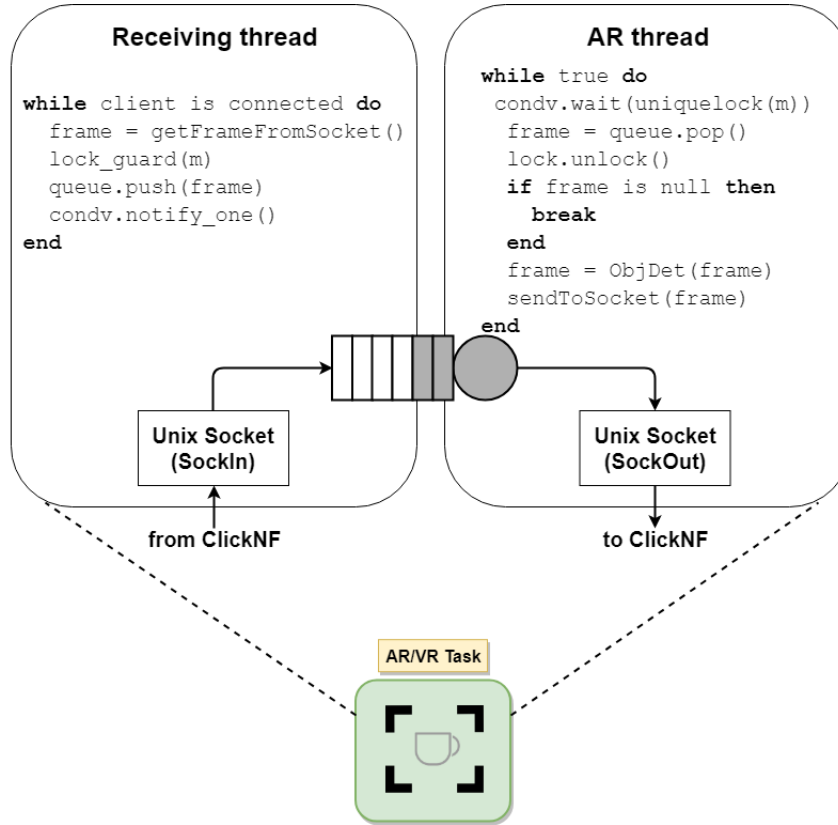 Receiving thread
while client is connected do
frame = getFrameFromSocket()
lock_guard(m)
queue.push(frame)
condv.notify_one()
end
AR thread
while true do
condv.wait(uniquelock(m))
frame = queue.pop()
lock.unlock()
if frame is null then
break
end
frame = ObjDet(frame)
sendToSocket(frame)
end
Unix Socket
(SockIn)
from ClickNF
Unix Socket
(SockOut)
to ClickNF
AR/VR Task